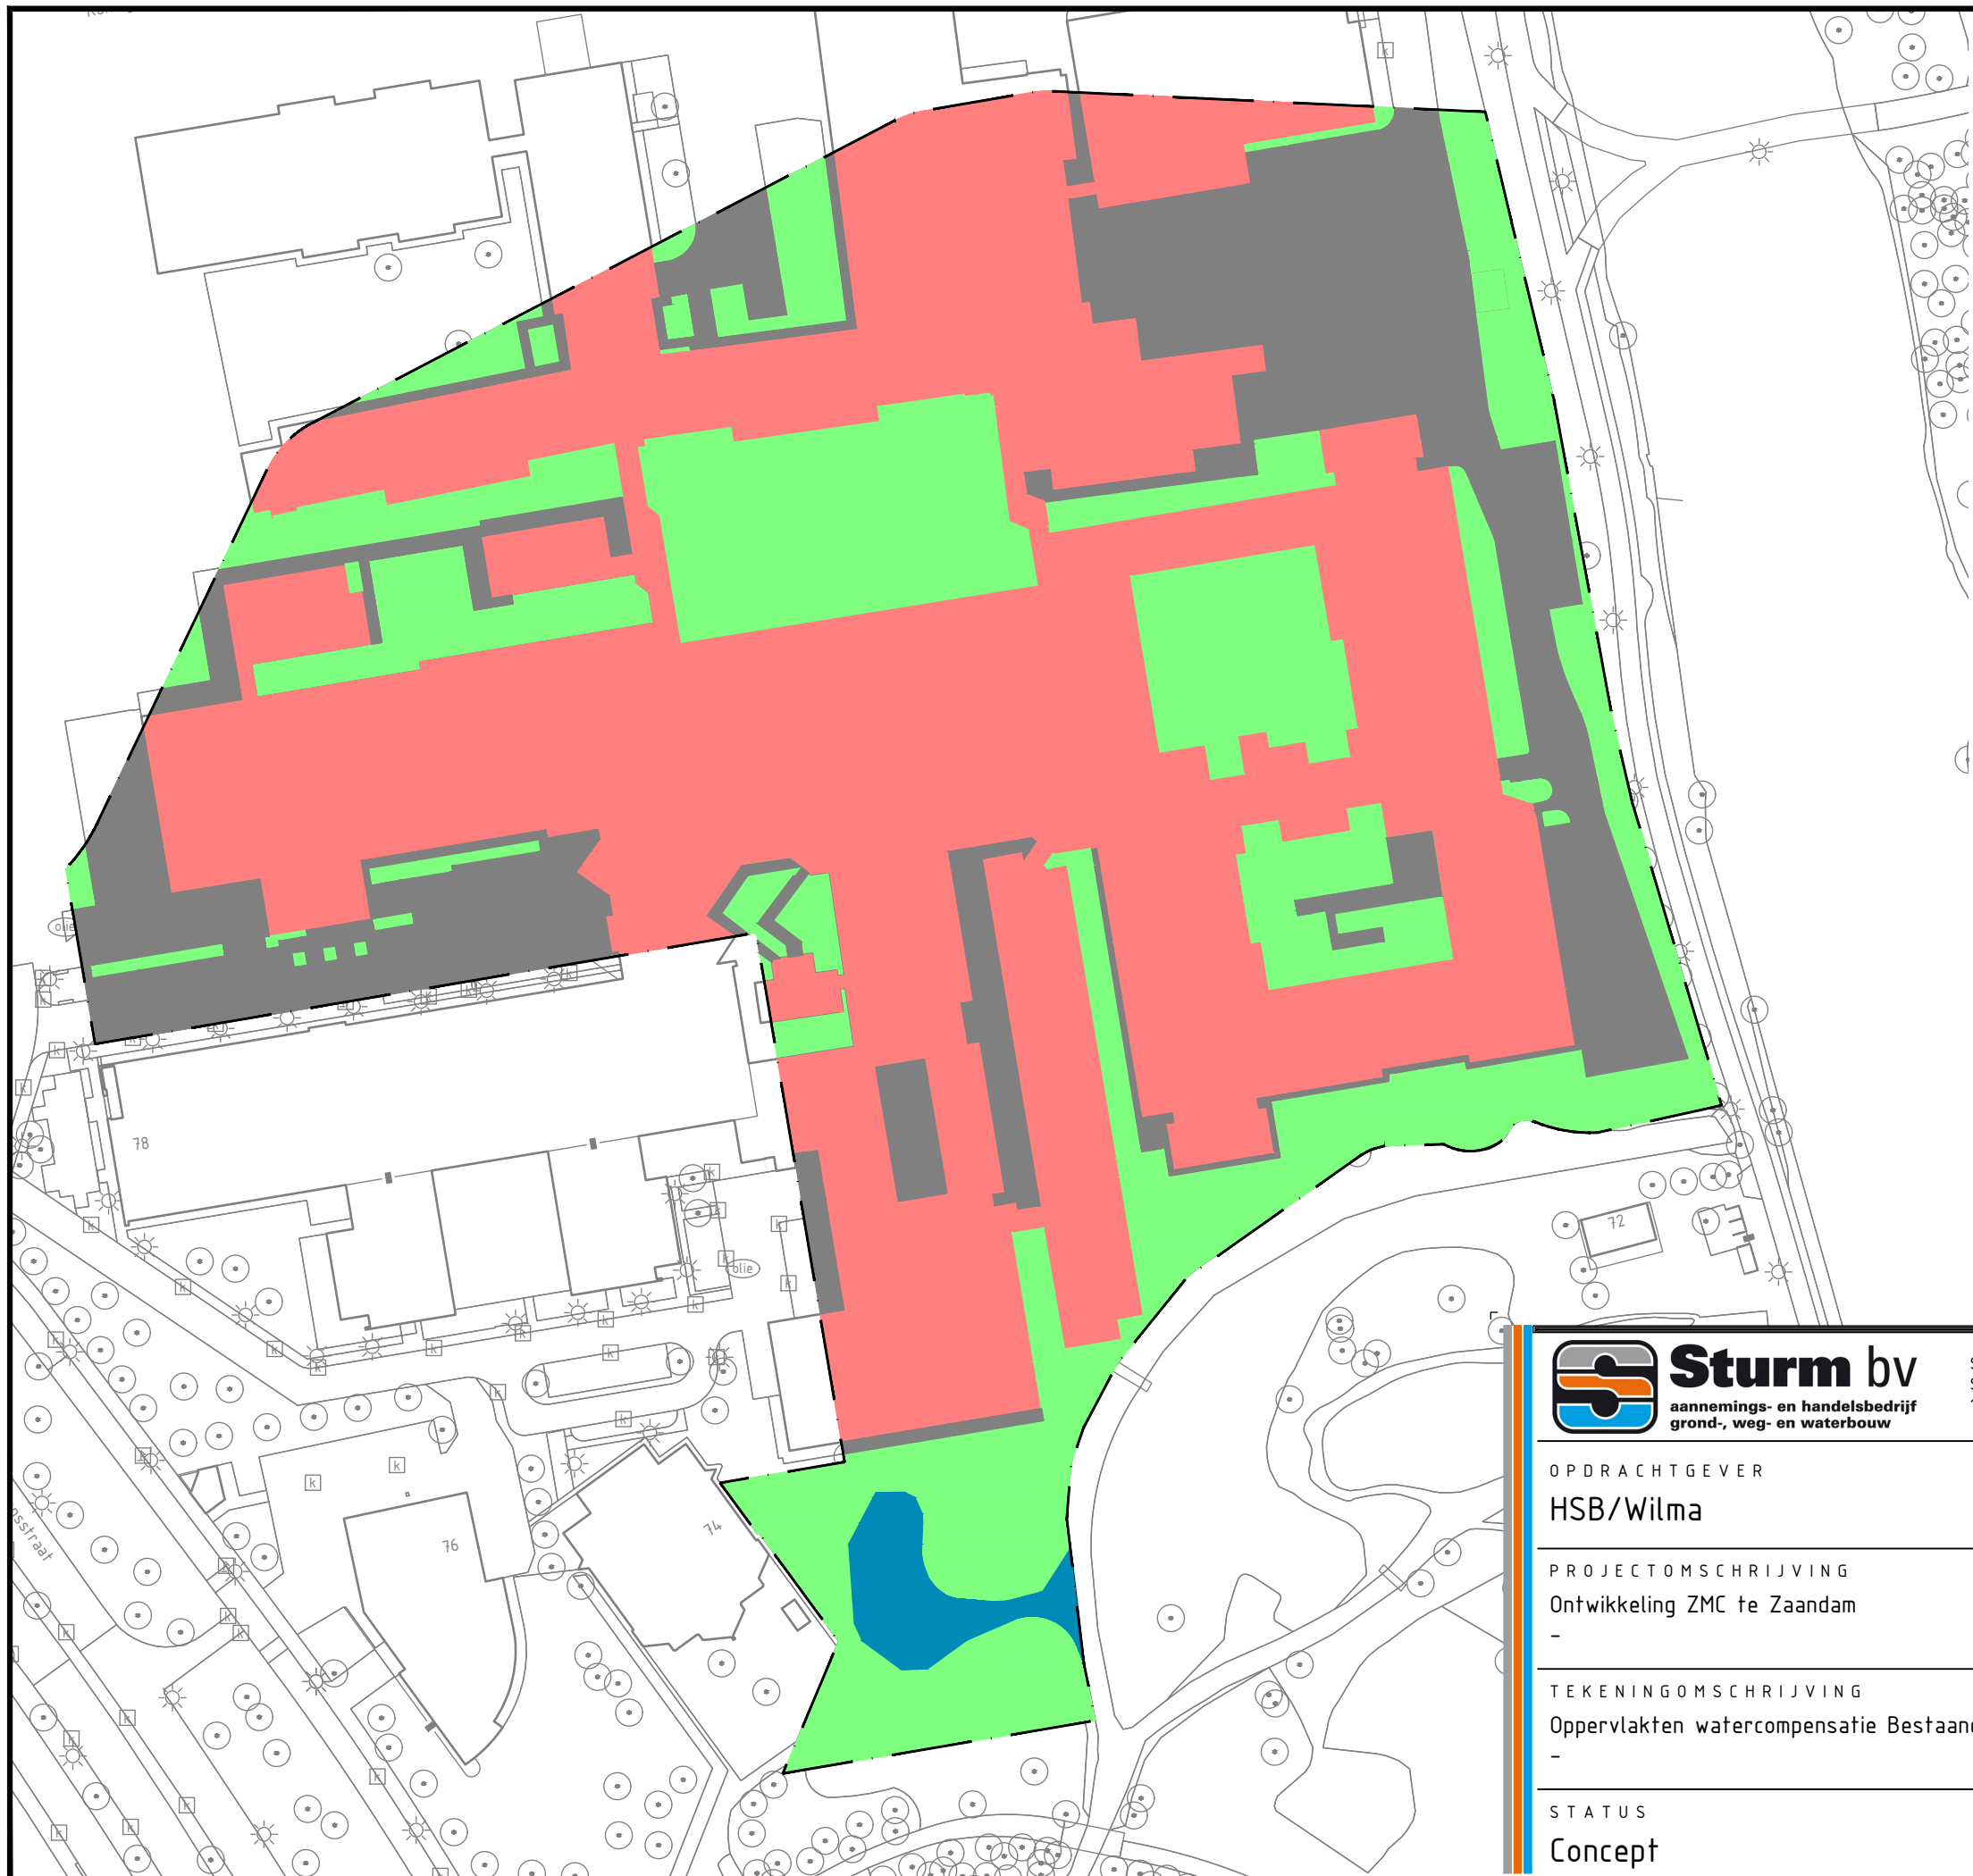 olie
78
olie
72
74
76
Sturm bv
aannemings- en handelsbedrijf
grond-, weg- en waterbouw
OPDRACHTGEVER
HSB/Wilma
PROJECTOMSCHRIJVING
Ontwikkeling ZMC te Zaandam
-
TEKENINGOMSCHRIJVING
Oppervlakten watercompensatie
-
STATUS
Concept